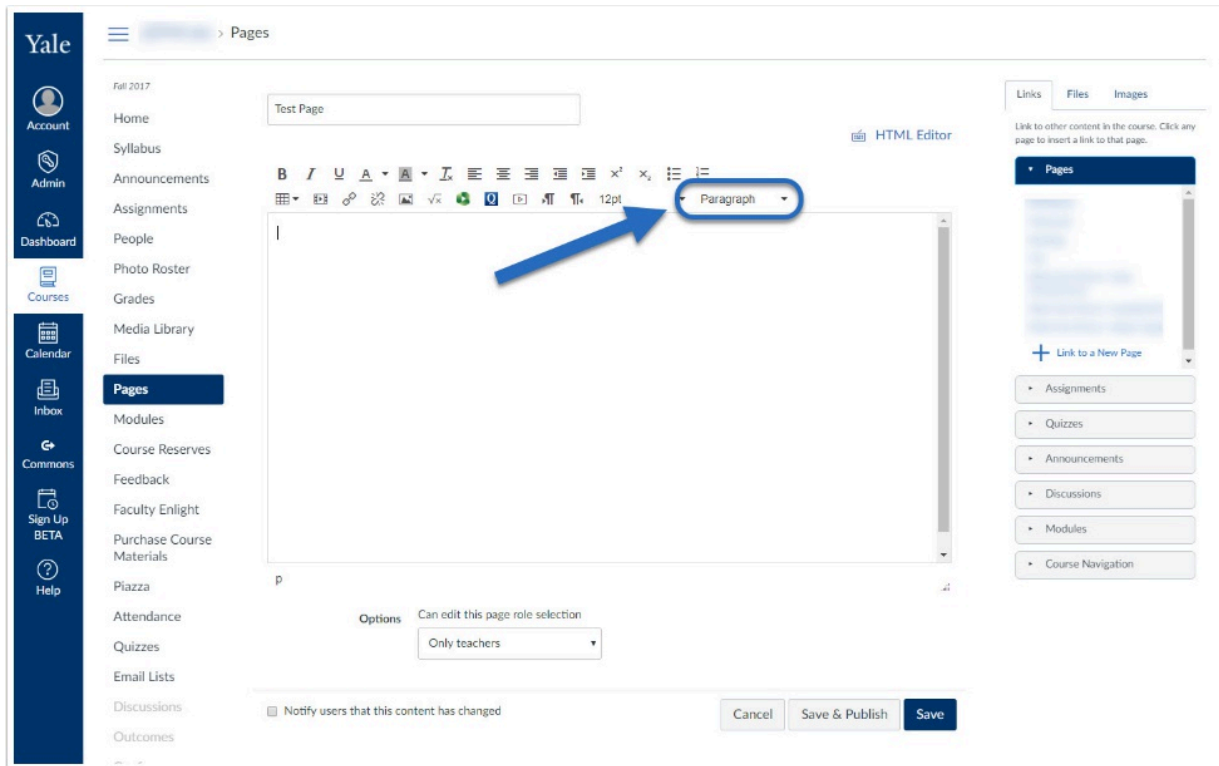 Yale
Account
Admin
Dashboard
Courses
Calendar
Inbox
Commons
Sign Up
BETA
Help
> Pages
Fall 2017
Home
Syllabus
Announcements
Assignments
People
Photo Roster
Grades
Media Library
Files
Pages
Modules
Course Reserves
Feedback
Faculty Enlight
Purchase Course
Materials
Piazza
Attendance
Quizzes
Email Lists
Discussions
Outcomes
Test Page
HTML Editor
B I U A A Ix x² x₂
√x Q ¶ ¶ 12pt Paragraph
p
Options
Can edit this page role selection
Only teachers
Notify users that this content has changed
Cancel Save & Publish Save
Links Files Images
Link to other content in the course. Click any
page to insert a link to that page.
Pages
Link to a New Page
Assignments
Quizzes
Announcements
Discussions
Modules
Course Navigation